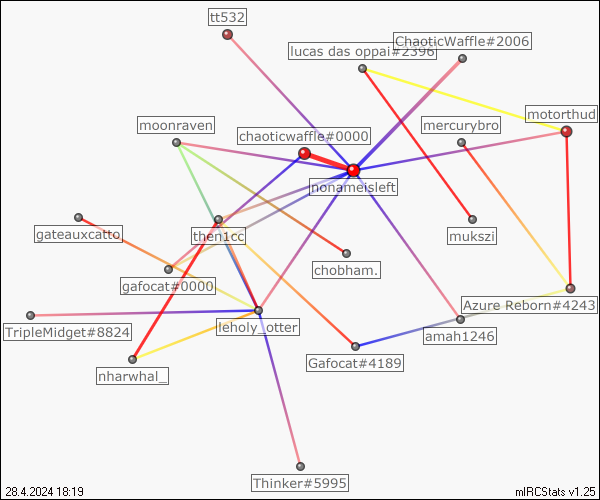 tt532
ChaoticWaffle#2006
lucas das oppai#2396
motorthud
moonraven
mercurybro
chaoticwaffle#0000
nonameisleft
gateauxcatto
then1cc
mukszi
chobham.
gafocat#0000
Azure Reborn#4243
TripleMidget#8824
leholy_otter
amah1246
Gafocat#4189
nharwhal_
Thinker#5995
28.4.2024 18:19
mIRCStats v1.25